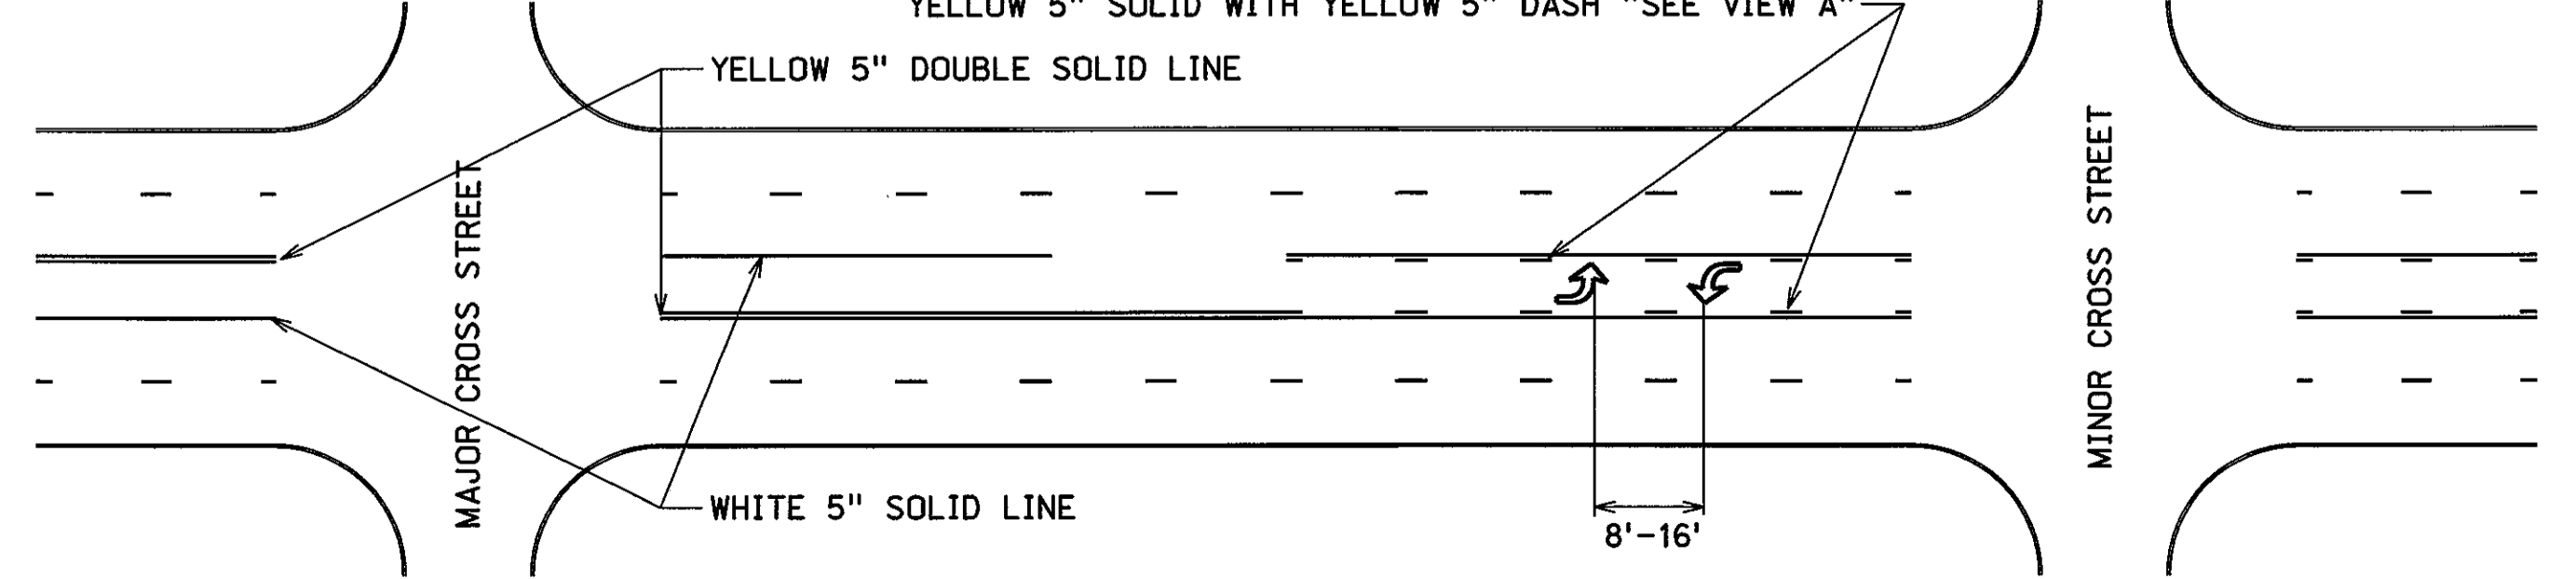 YELLOW 5" SOLID WITH YELLOW 5" DASH "SEE VIEW A"
YELLOW 5" DOUBLE SOLID LINE
MAJOR CROSS STREET
MINOR CROSS STREET
WHITE 5" SOLID LINE
8'-16'